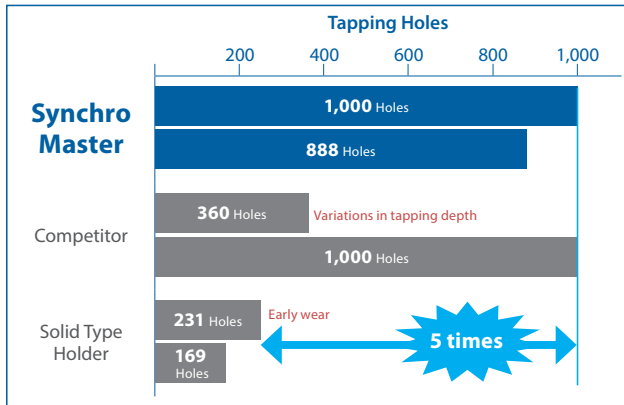 Tapping Holes
200 400 600 800 1,000
Synchro
Master
1,000 Holes
888 Holes
Competitor
360 Holes
Variations in tapping depth
1,000 Holes
Solid Type
Holder
231 Holes
Early wear
169
Holes
5 times